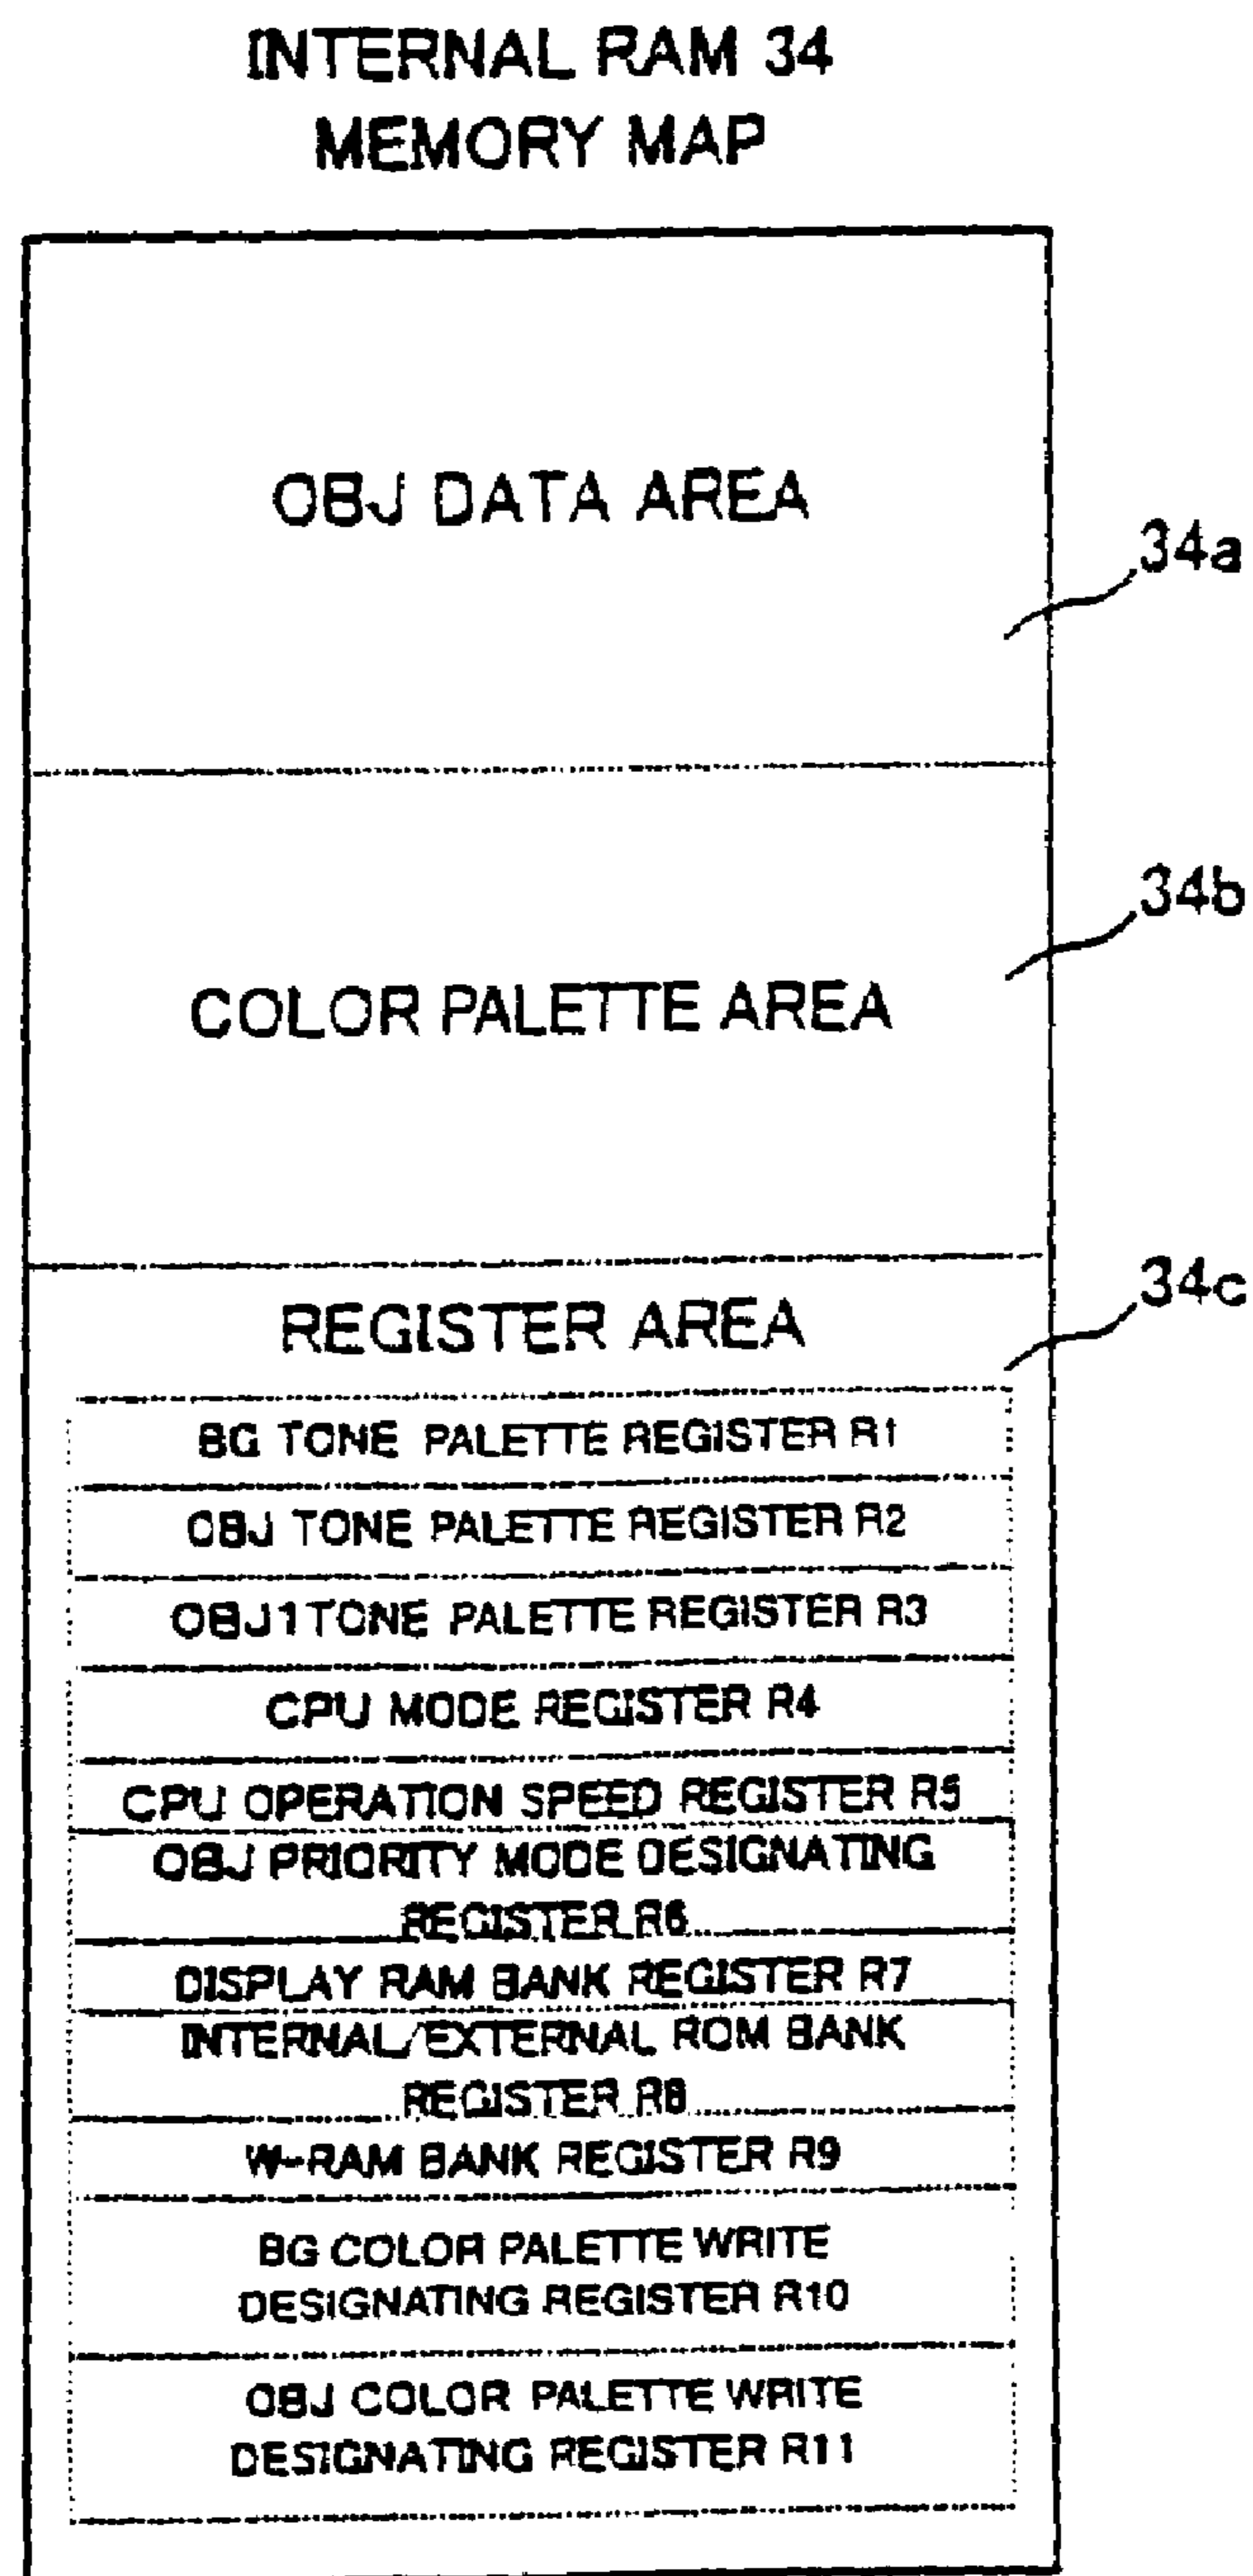 INTERNAL RAM 34
MEMORY MAP
OBJ DATA AREA
34a
34b
COLOR PALETTE AREA
34c
REGISTER AREA
BG TONE PALETTE REGISTER R1
OBJ TONE PALETTE REGISTER R2
OBJ1 TONE PALETTE REGISTER R3
CPU MODE REGISTER R4
CPU OPERATION SPEED REGISTER R5
OBJ PRIORITY MODE DESIGNATING
REGISTER R6
DISPLAY RAM BANK REGISTER R7
INTERNAL/EXTERNAL ROM BANK
REGISTER R8
W-RAM BANK REGISTER R9
BG COLOR PALETTE WRITE
DESIGNATING REGISTER R10
OBJ COLOR PALETTE WRITE
DESIGNATING REGISTER R11